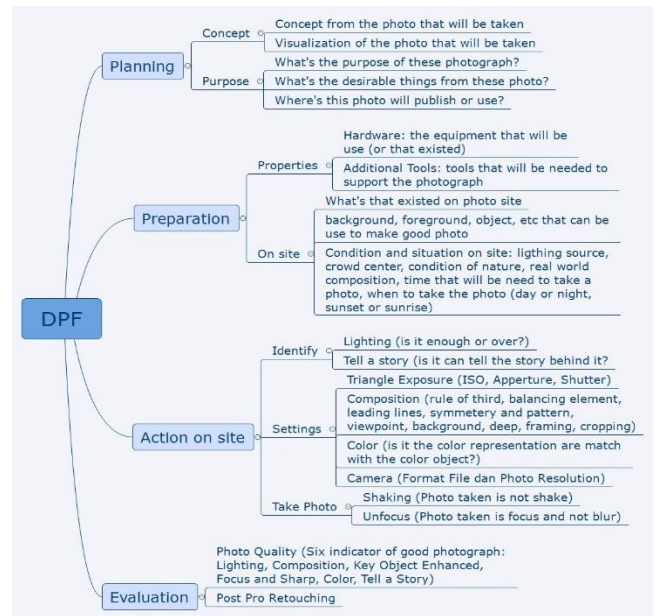 DPF
Planning
Concept
Concept from the photo that will be taken
Visualization of the photo that will be taken
Purpose
What's the purpose of these photograph?
What's the desirable things from these photo?
Where's this photo will publish or use?
Preparation
Properties
Hardware: the equipment that will be
use (or that existed)
Additional Tools: tools that will be needed to
support the photograph
On site
What's that existed on photo site
background, foreground, object, etc that can be
use to make good photo
Condition and situation on site: ligthing source,
crowd center, condition of nature, real world
composition, time that will be need to take a
photo, when to take the photo (day or night,
sunset or sunrise)
Action on site
Identify
Lighting (is it enough or over?)
Tell a story (is it can tell the story behind it?
Settings
Triangle Exposure (ISO, Apperture, Shutter)
Composition (rule of third, balancing element,
leading lines, symmetery and pattern,
viewpoint, background, deep, framing, cropping)
Color (is it the color representation are match
with the color object?)
Camera (Format File dan Photo Resolution)
Take Photo
Shaking (Photo taken is not shake)
Unfocus (Photo taken is focus and not blur)
Evaluation
Photo Quality (Six indicator of good photograph:
Lighting, Composition, Key Object Enhanced,
Focus and Sharp, Color, Tell a Story)
Post Pro Retouching